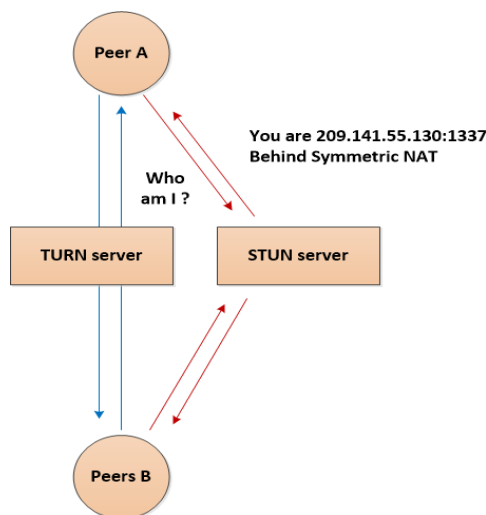 Peer A
You are 209.141.55.130:1337
Behind Symmetric NAT
Who
am I ?
TURN server
STUN server
Peers B